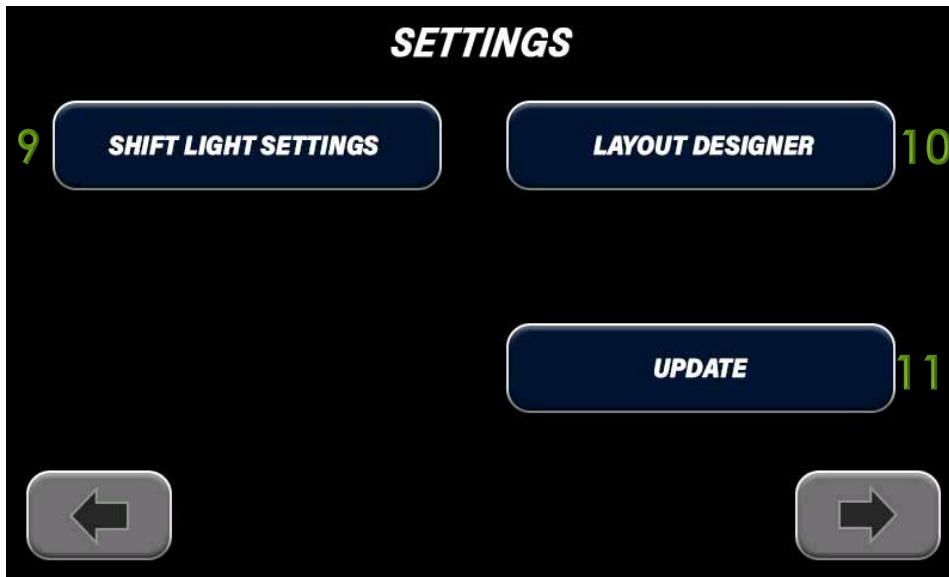 SETTINGS
9 SHIFT LIGHT SETTINGS LAYOUT DESIGNER 10
UPDATE 11